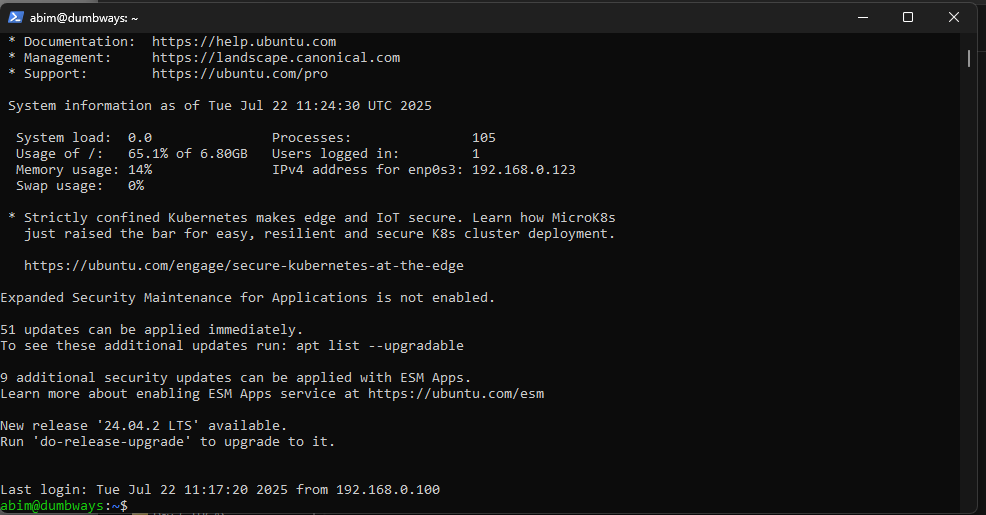 abim@dumbways: ~
* Documentation:  https://help.ubuntu.com
* Management:     https://landscape.canonical.com
* Support:        https://ubuntu.com/pro
System information as of Tue Jul 22 11:24:30 UTC 2025
System load:  0.0               Processes:               105
Usage of /:   65.1% of 6.80GB   Users logged in:         1
Memory usage: 14%               IPv4 address for enp0s3: 192.168.0.123
Swap usage:   0%
* Strictly confined Kubernetes makes edge and IoT secure. Learn how MicroK8s
just raised the bar for easy, resilient and secure K8s cluster deployment.
https://ubuntu.com/engage/secure-kubernetes-at-the-edge
Expanded Security Maintenance for Applications is not enabled.
51 updates can be applied immediately.
To see these additional updates run: apt list --upgradable
9 additional security updates can be applied with ESM Apps.
Learn more about enabling ESM Apps service at https://ubuntu.com/esm
New release '24.04.2 LTS' available.
Run 'do-release-upgrade' to upgrade to it.
Last login: Tue Jul 22 11:17:20 2025 from 192.168.0.100
abim@dumbways:~$